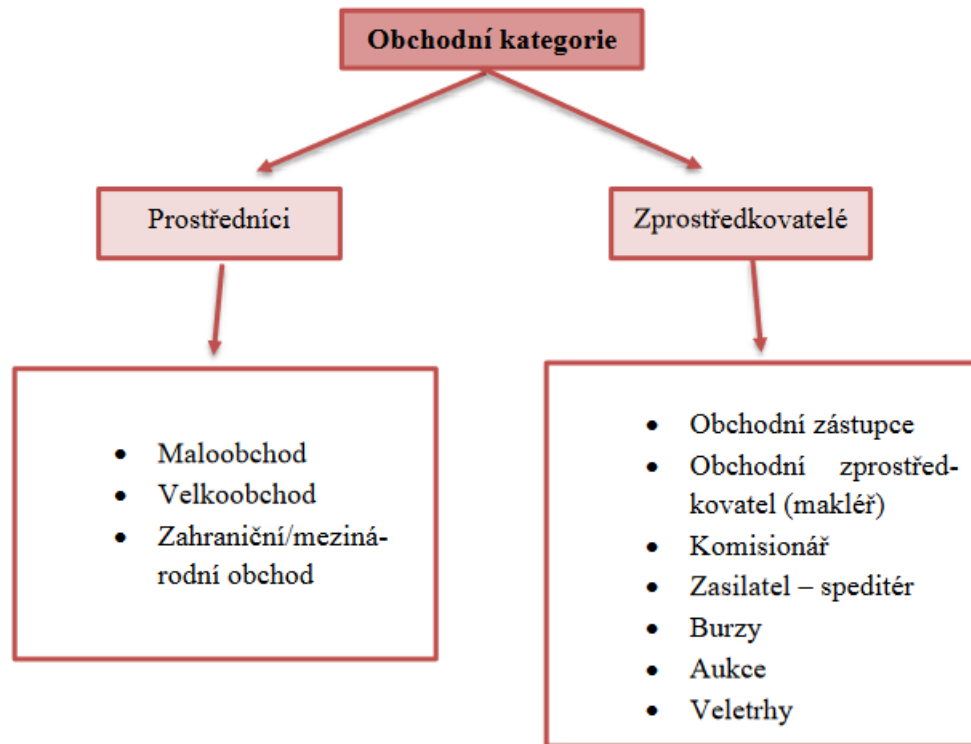 Obchodní kategorie
Prostředníci
Zprostředkovatelé
• Maloobchod
• Velkoobchod
• Zahraniční/meziná-
rodní obchod
• Obchodní zástupce
• Obchodní zprostřed-
kovatel (makléř)
• Komisionář
• Zasilatel – speditér
• Burzy
• Aukce
• Veletrhy